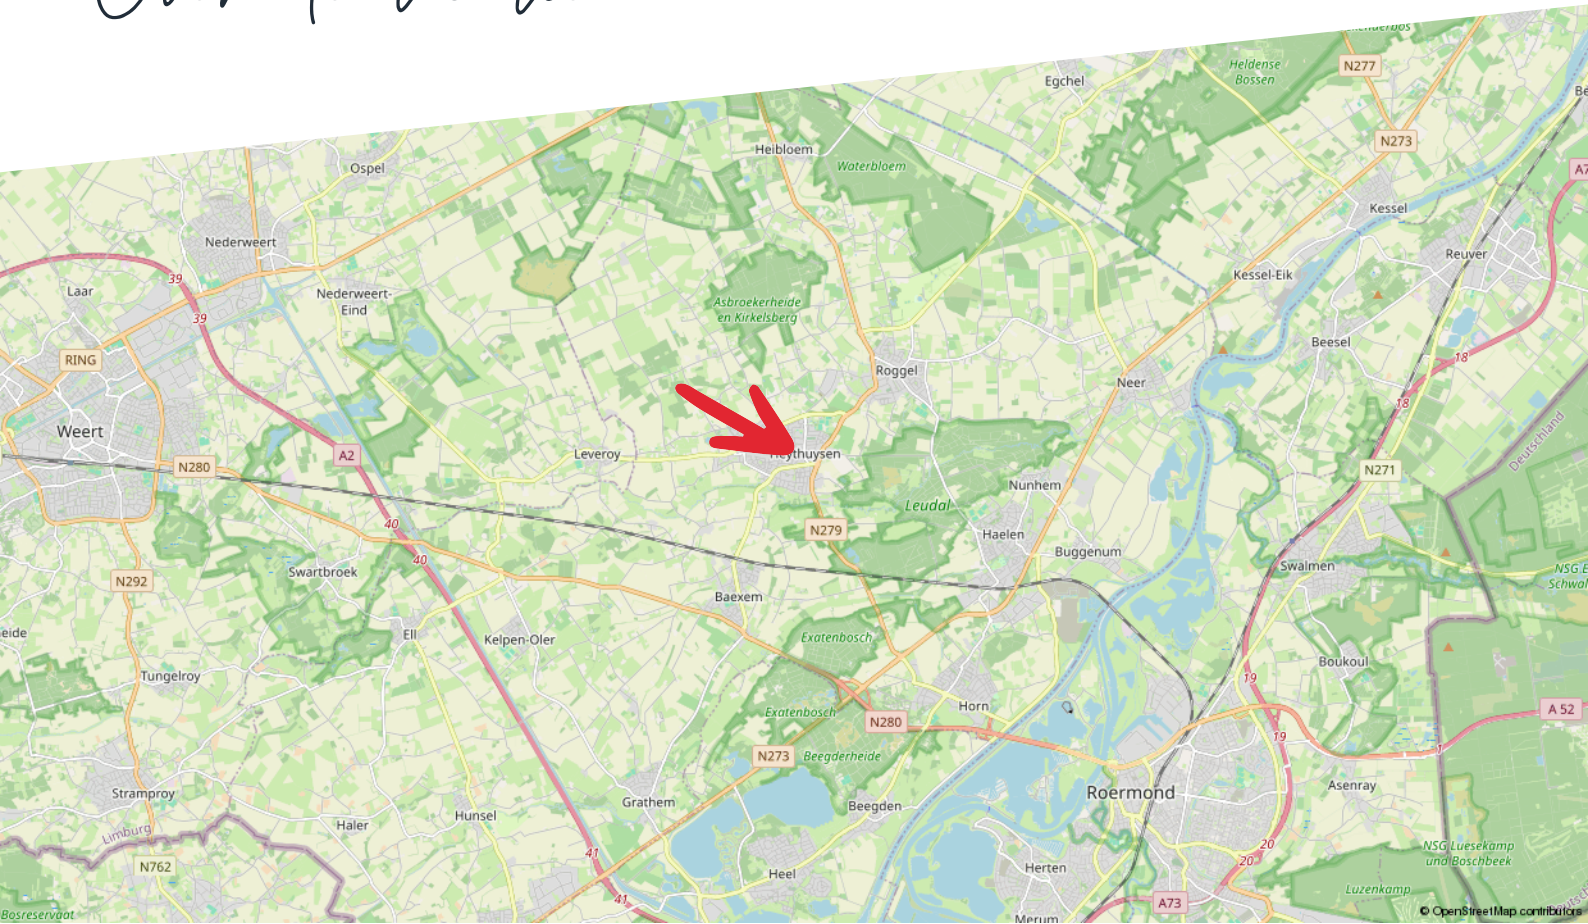 Egchel
Heldense
Bossen
N277
N273
Heibloem
Waterbloem
Ospel
Kessel
Nederweert
Reuver
39
Laar
Nederweert-
Eind
Kessel-Eik
39
Asbroekerheide
en Kirkelsberg
Beesel
RING
18
Roggel
Neer
18
Weert
A2
Leveroy
Heythuysen
Deutschland
N280
N271
Nunhem
Leudal
40
N279
Haelen
Buggenum
40
Swartbroek
Swalmen
N292
Baexem
Ell
Kelpen-Oler
Exatenbosch
Boukoul
Tungelroy
19
Horn
Exatenbosch
N280
A 52
19
1
N273
Beegderheide
Stramproy
Roermond
Asenray
Grathem
Beegden
Haler
Hunsel
Limburg
20
NSG Luesekamp
und Boschbeek
41
20
N762
Heel
Herten
Luzenkamp
41
A73
Bosreservaat
Merum
© OpenStreetMap contributors